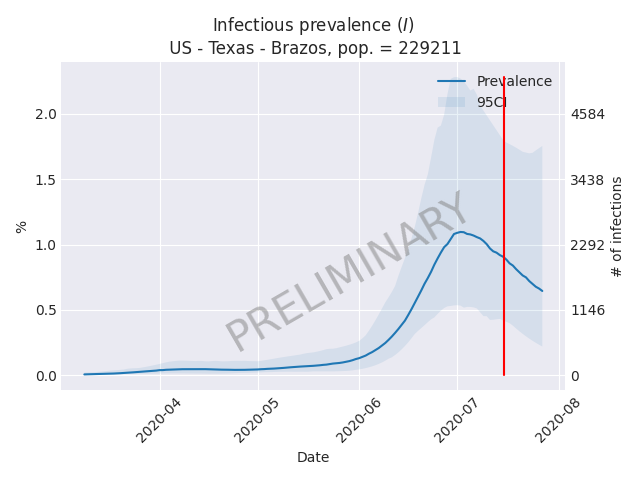 Infectious prevalence (I)
US - Texas - Brazos, pop. = 229211
Prevalence
95CI
2.0
1.5
1.0
0.5
0.0
%
4584
3438
2292
1146
0
# of infections
PRELIMINARY
2020-04
2020-05
2020-06
2020-07
2020-08
Date